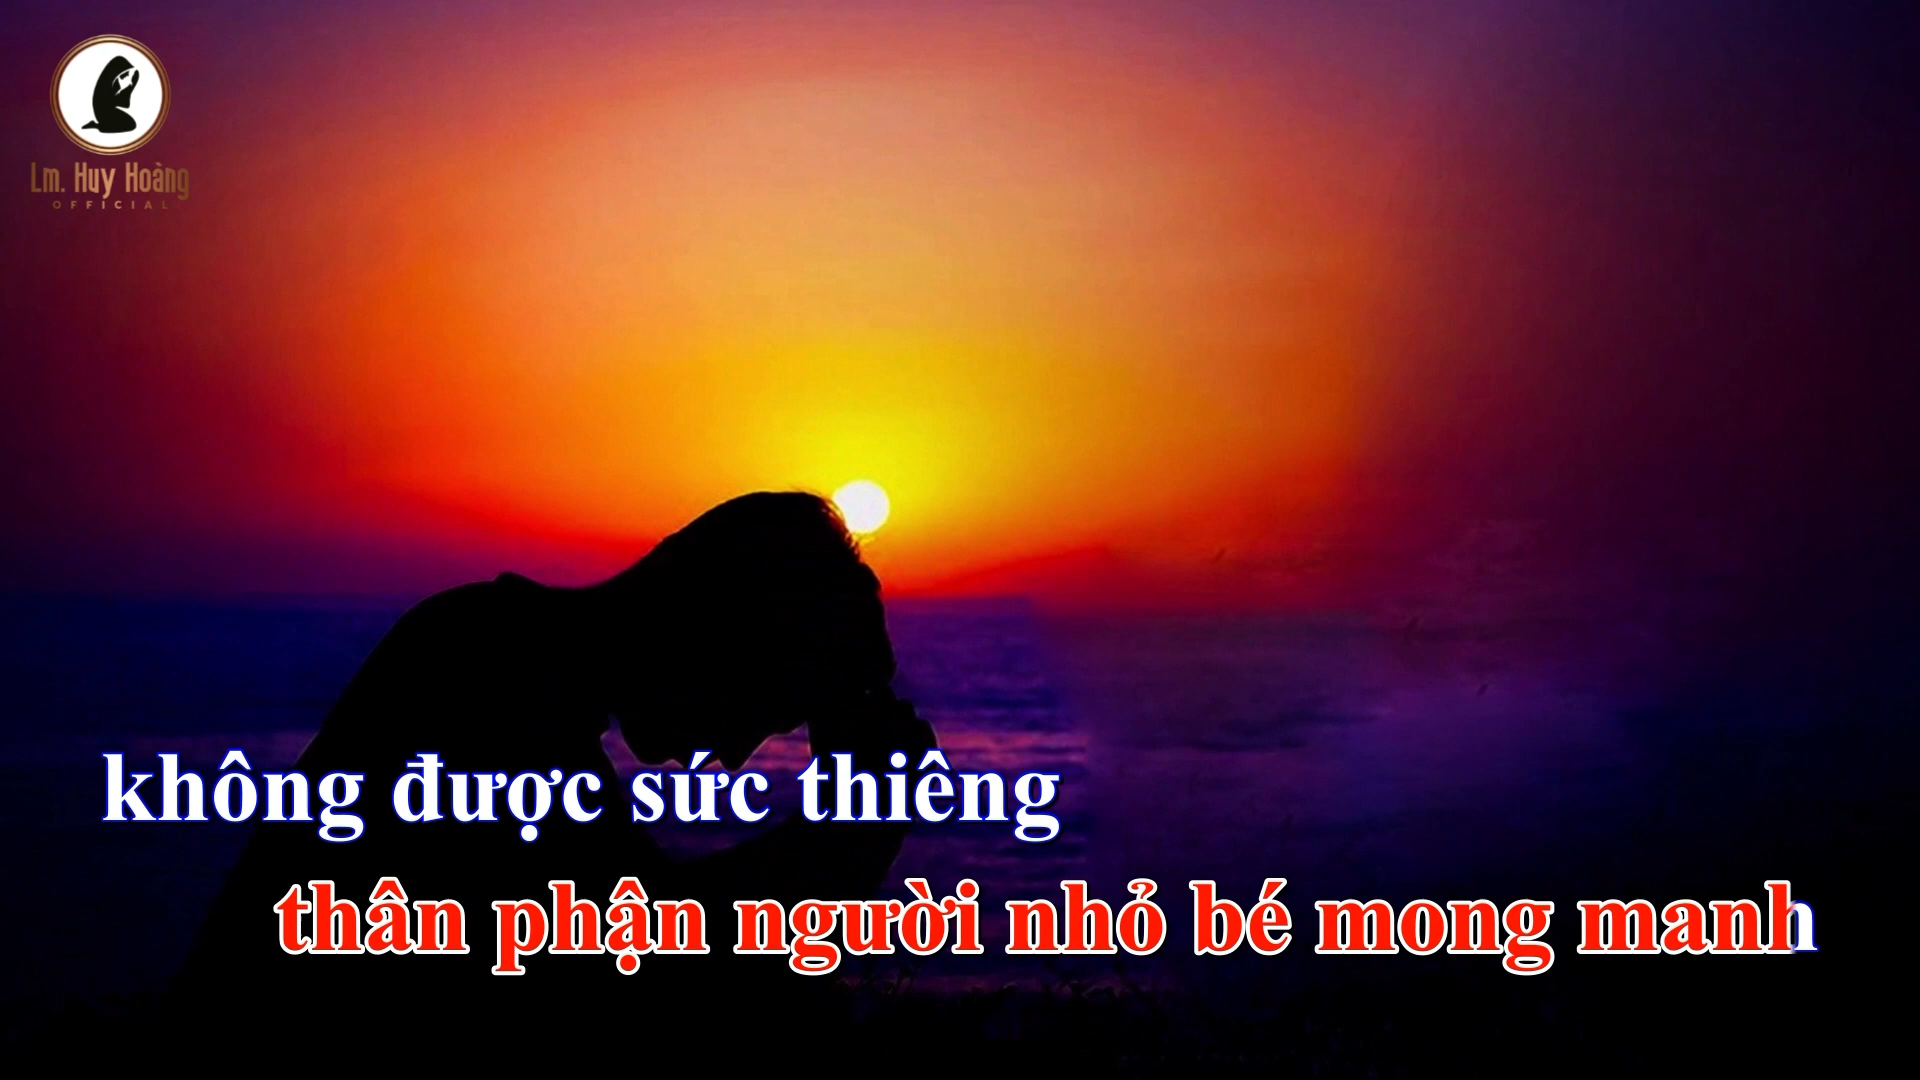 Lm. Huy Hoàng
OFFICIAL
không được sức thiêng
thân phận người nhỏ bé mong manh